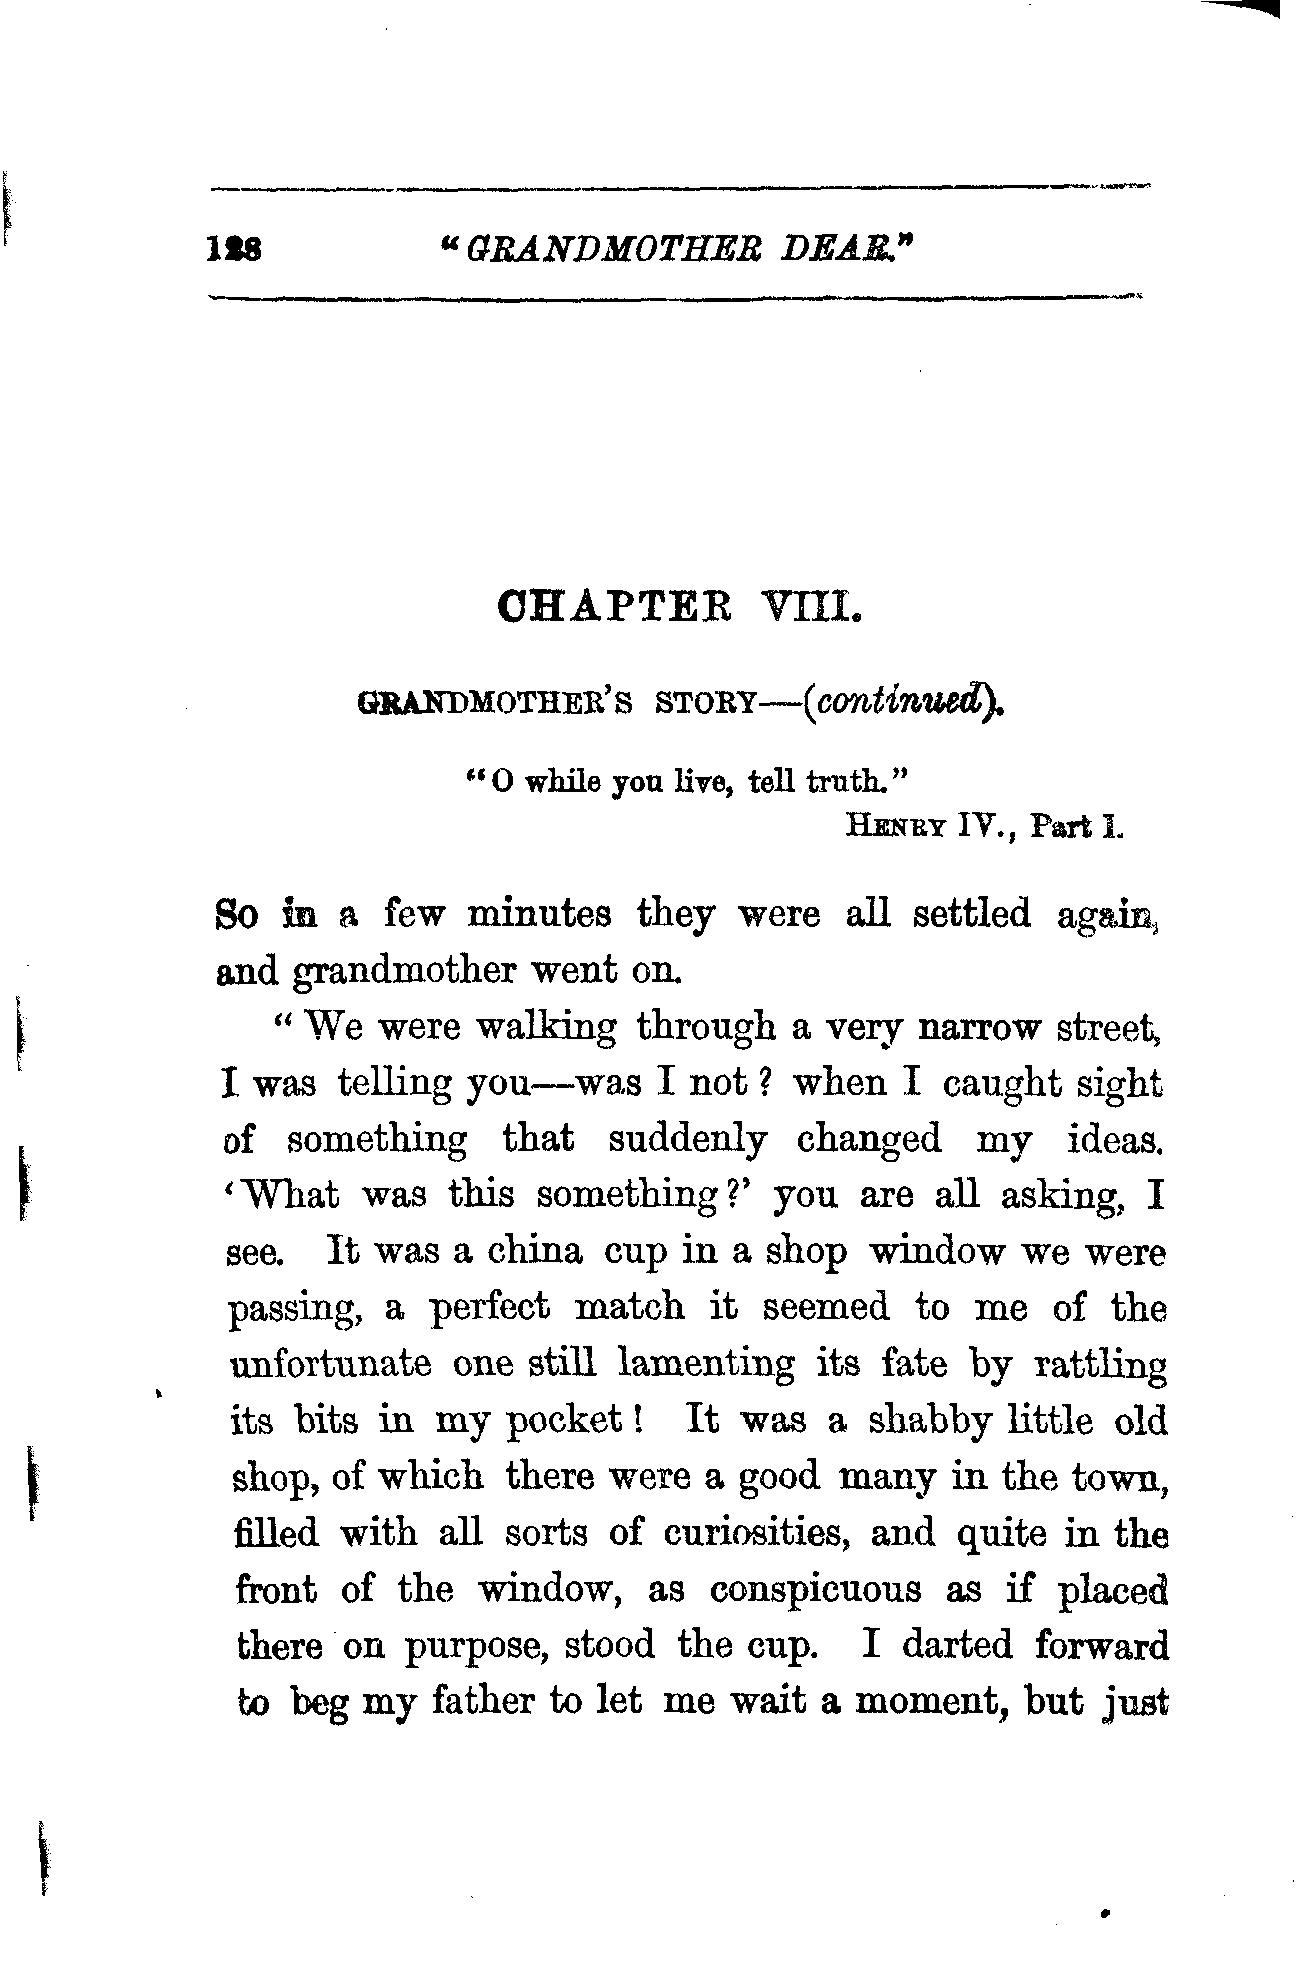 128 "GRANDMOTHER DEAR."
CHAPTER VIII.
GRANDMOTHER'S STORY—(continued).
"O while you live, tell truth."
HENRY IV., Part 1.
So in a few minutes they were all settled again,
and grandmother went on.
"We were walking through a very narrow street,
I was telling you—was I not? when I caught sight
of something that suddenly changed my ideas.
'What was this something?' you are all asking, I
see. It was a china cup in a shop window we were
passing, a perfect match it seemed to me of the
unfortunate one still lamenting its fate by rattling
its bits in my pocket! It was a shabby little old
shop, of which there were a good many in the town,
filled with all sorts of curiosities, and quite in the
front of the window, as conspicuous as if placed
there on purpose, stood the cup. I darted forward
to beg my father to let me wait a moment, but just